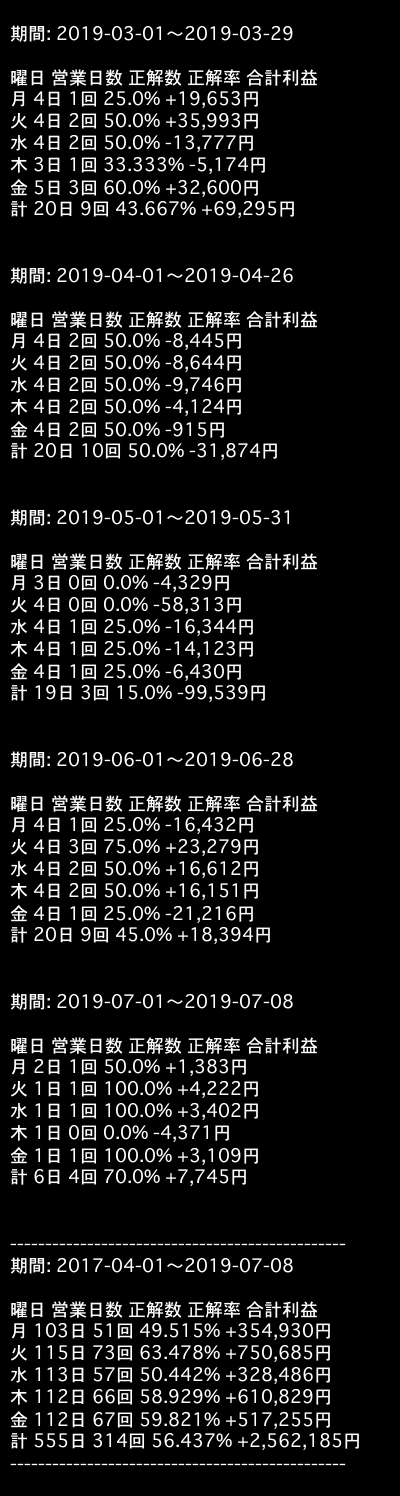 期間: 2019-03-01〜2019-03-29
曜日 営業日数 正解数 正解率 合計利益
月 4日 1回 25.0% +19,653円
火 4日 2回 50.0% +35,993円
水 4日 2回 50.0% -13,777円
木 3日 1回 33.333% -5,174円
金 5日 3回 60.0% +32,600円
計 20日 9回 43.667% +69,295円
期間: 2019-04-01〜2019-04-26
曜日 営業日数 正解数 正解率 合計利益
月 4日 2回 50.0% -8,445円
火 4日 2回 50.0% -8,644円
水 4日 2回 50.0% -9,746円
木 4日 2回 50.0% -4,124円
金 4日 2回 50.0% -915円
計 20日 10回 50.0% -31,874円
期間: 2019-05-01〜2019-05-31
曜日 営業日数 正解数 正解率 合計利益
月 3日 0回 0.0% -4,329円
火 4日 0回 0.0% -58,313円
水 4日 1回 25.0% -16,344円
木 4日 1回 25.0% -14,123円
金 4日 1回 25.0% -6,430円
計 19日 3回 15.0% -99,539円
期間: 2019-06-01〜2019-06-28
曜日 営業日数 正解数 正解率 合計利益
月 4日 1回 25.0% -16,432円
火 4日 3回 75.0% +23,279円
水 4日 2回 50.0% +16,612円
木 4日 2回 50.0% +16,151円
金 4日 1回 25.0% -21,216円
計 20日 9回 45.0% +18,394円
期間: 2019-07-01〜2019-07-08
曜日 営業日数 正解数 正解率 合計利益
月 2日 1回 50.0% +1,383円
火 1日 1回 100.0% +4,222円
水 1日 1回 100.0% +3,402円
木 1日 0回 0.0% -4,371円
金 1日 1回 100.0% +3,109円
計 6日 4回 70.0% +7,745円
------------------------------------------------
期間: 2017-04-01〜2019-07-08
曜日 営業日数 正解数 正解率 合計利益
月 103日 51回 49.515% +354,930円
火 115日 73回 63.478% +750,685円
水 113日 57回 50.442% +328,486円
木 112日 66回 58.929% +610,829円
金 112日 67回 59.821% +517,255円
計 555日 314回 56.437% +2,562,185円
------------------------------------------------